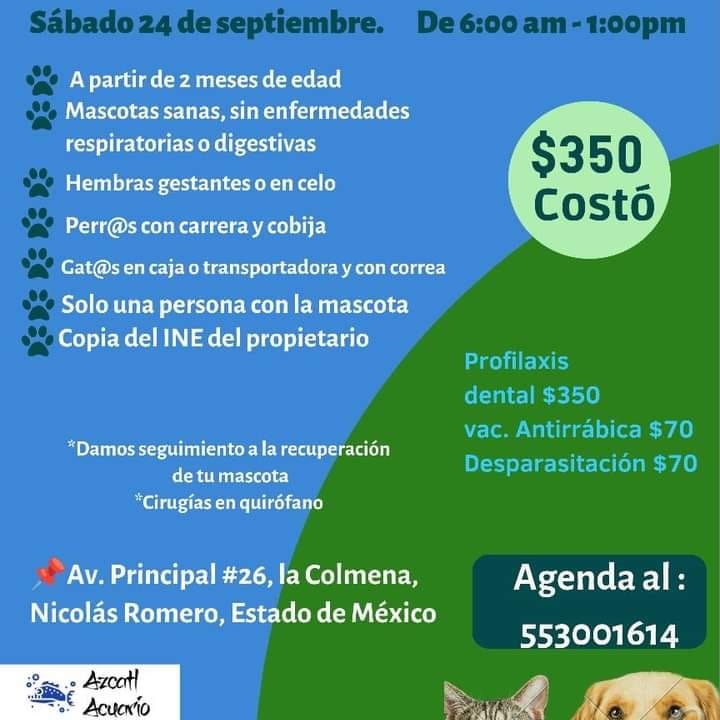 Sábado 24 de septiembre. De 6:00 am - 1:00pm
A partir de 2 meses de edad
Mascotas sanas, sin enfermedades
respiratorias o digestivas
Hembras gestantes o en celo
Perr@s con carrera y cobija
Gat@s en caja o transportadora y con correa
Solo una persona con la mascota
Copia del INE del propietario
$350
Costó
Profilaxis
dental $350
vac. Antirrábica $70
Desparasitación $70
*Damos seguimiento a la recuperación
de tu mascota
*Cirugías en quirófano
Av. Principal #26, la Colmena,
Nicolás Romero, Estado de México
Agenda al :
553001614
Azcatl
Acuario